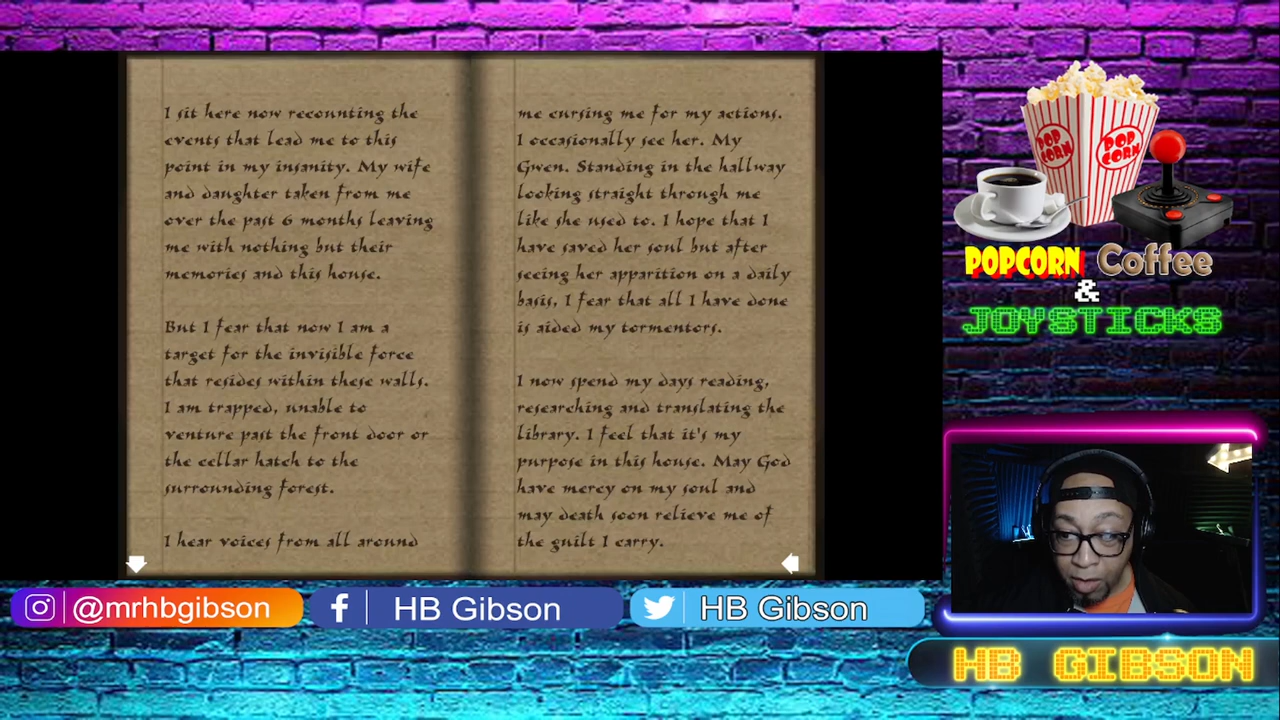 I sit here now recounting the
events that lead me to this
point in my insanity. My wife
and daughter taken from me
over the past 6 months leaving
me with nothing but their
memories and this house.
But I fear that now I am a
target for the invisible force
that resides within these walls.
I am trapped, unable to
venture past the front door or
the cellar hatch to the
surrounding forest.
I hear voices from all around
me cursing me for my actions.
I occasionally see her. My
Gwen. Standing in the hallway
looking straight through me
like she used to. I hope that I
have saved her soul but after
seeing her apparition on a daily
basis, I fear that all I have done
is aided my tormentors.
I now spend my days reading,
researching and translating the
library. I feel that it's my
purpose in this house. May God
have mercy on my soul and
may death soon relieve me of
the guilt I carry.
POP CORN
POP CORN
POPCORN Coffee
&
JOYSTICKS
@mrhbgibson
HB Gibson
HB Gibson
HB GIBSON